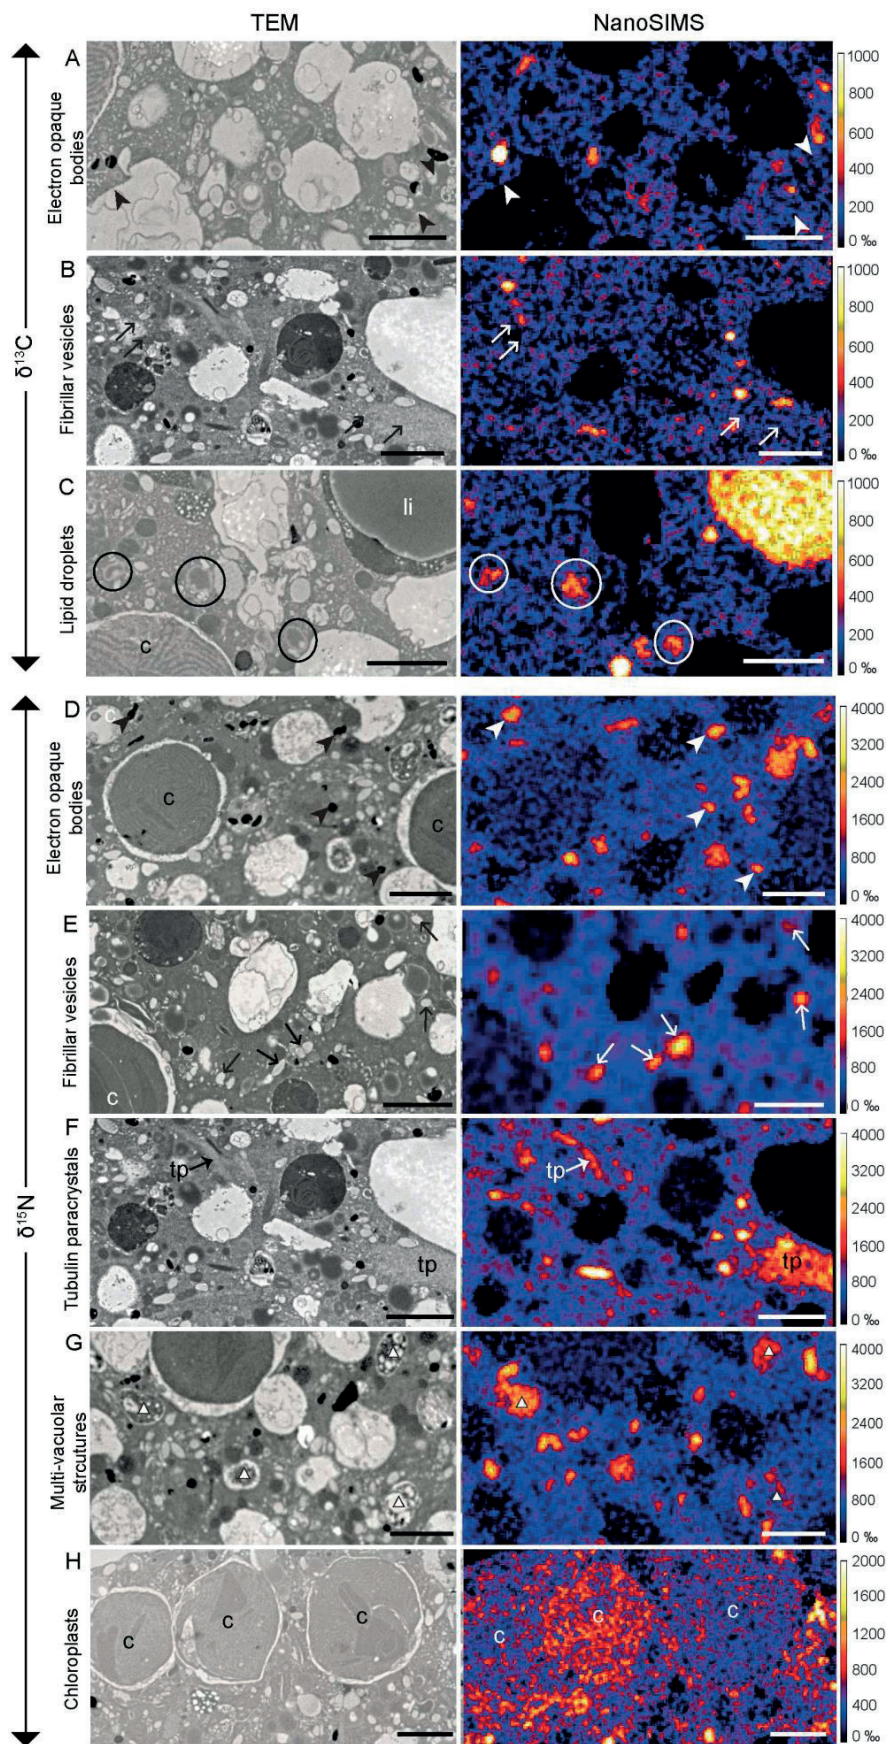 TEM NanoSIMS
δ13C
A
Electron opaque
bodies
1000
800
600
400
200
0 ‰
B
Fibrillar vesicles
1000
800
600
400
200
0 ‰
C
Lipid droplets
li
c
1000
800
600
400
200
0 ‰
δ15N
D
Electron opaque
bodies
c
c
c
4000
3200
2400
1600
800
0 ‰
E
Fibrillar vesicles
c
4000
3200
2400
1600
800
0 ‰
F
Tubulin paracrystals
tp
tp
tp
tp
4000
3200
2400
1600
800
0 ‰
G
Multi-vacuolar
strcutures
4000
3200
2400
1600
800
0 ‰
H
Chloroplasts
c c c
c c c
2000
1600
1200
800
400
0 ‰